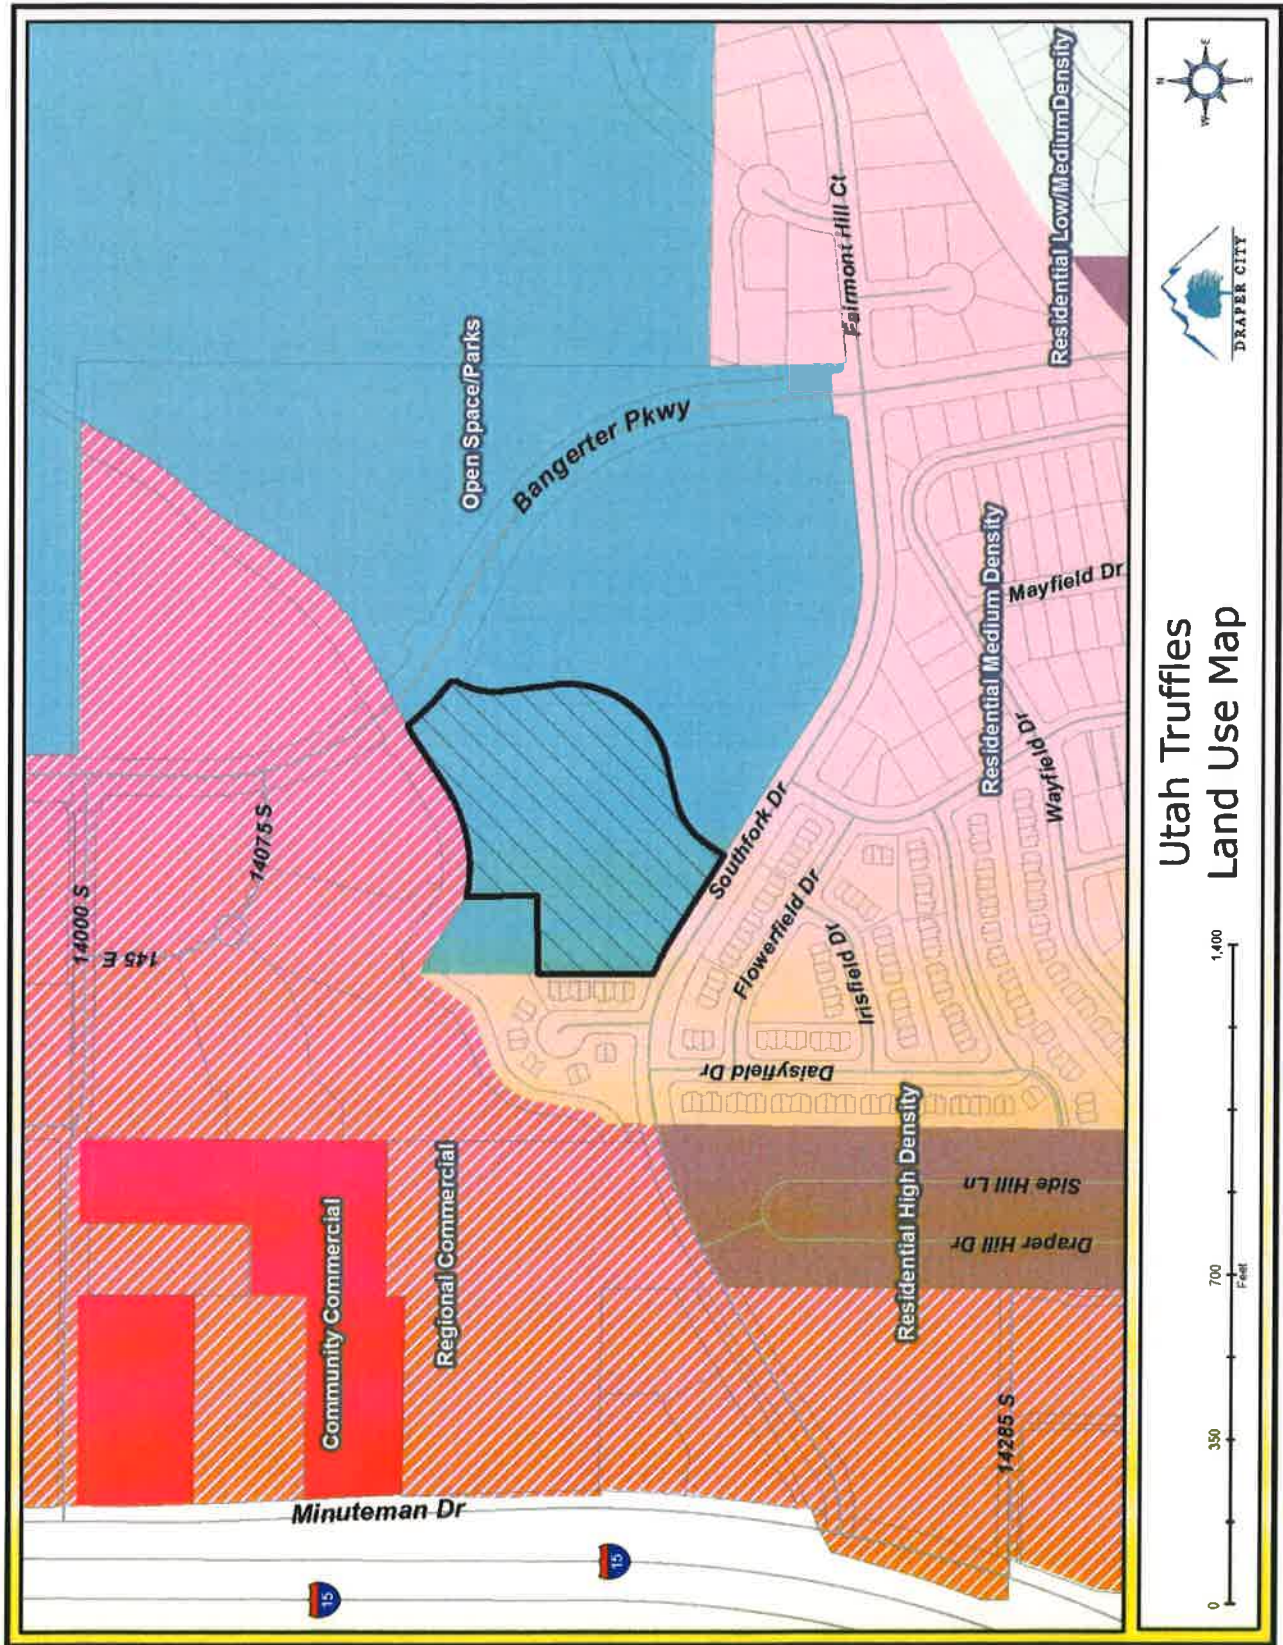 14000 S
145 E
14075 S
Open Space/Parks
Bangerter Pkwy
Fairmont Hill Ct
Residential Low/MediumDensity
Community Commercial
Regional Commercial
Minuteman Dr
15
15
Southfork Dr
Flowerfield Dr
Irisfield Dr
Daisyfield Dr
Residential Medium Density
Mayfield Dr
Wayfield Dr
Residential High Density
Side Hill Ln
Draper Hill Dr
14285 S
Utah Truffles
Land Use Map
N
E
S
W
DRAPER CITY
0
350
700
1,400
Feet